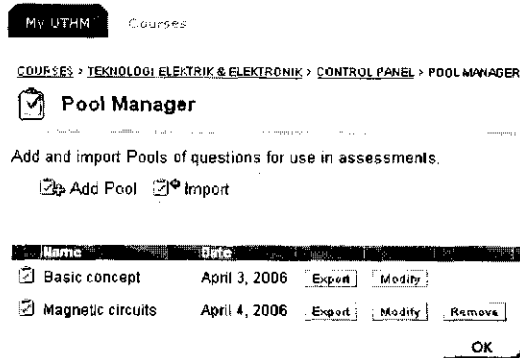 My UTHM Courses
COURSES > TEKNOLOGI ELEKTRIK & ELEKTRONIK > CONTROL PANEL > POOL MANAGER
Pool Manager
Add and import Pools of questions for use in assessments.
Add Pool Import
Name Date
Basic concept April 3, 2006 Export Modify
Magnetic circuits April 4, 2006 Export Modify Remove
OK